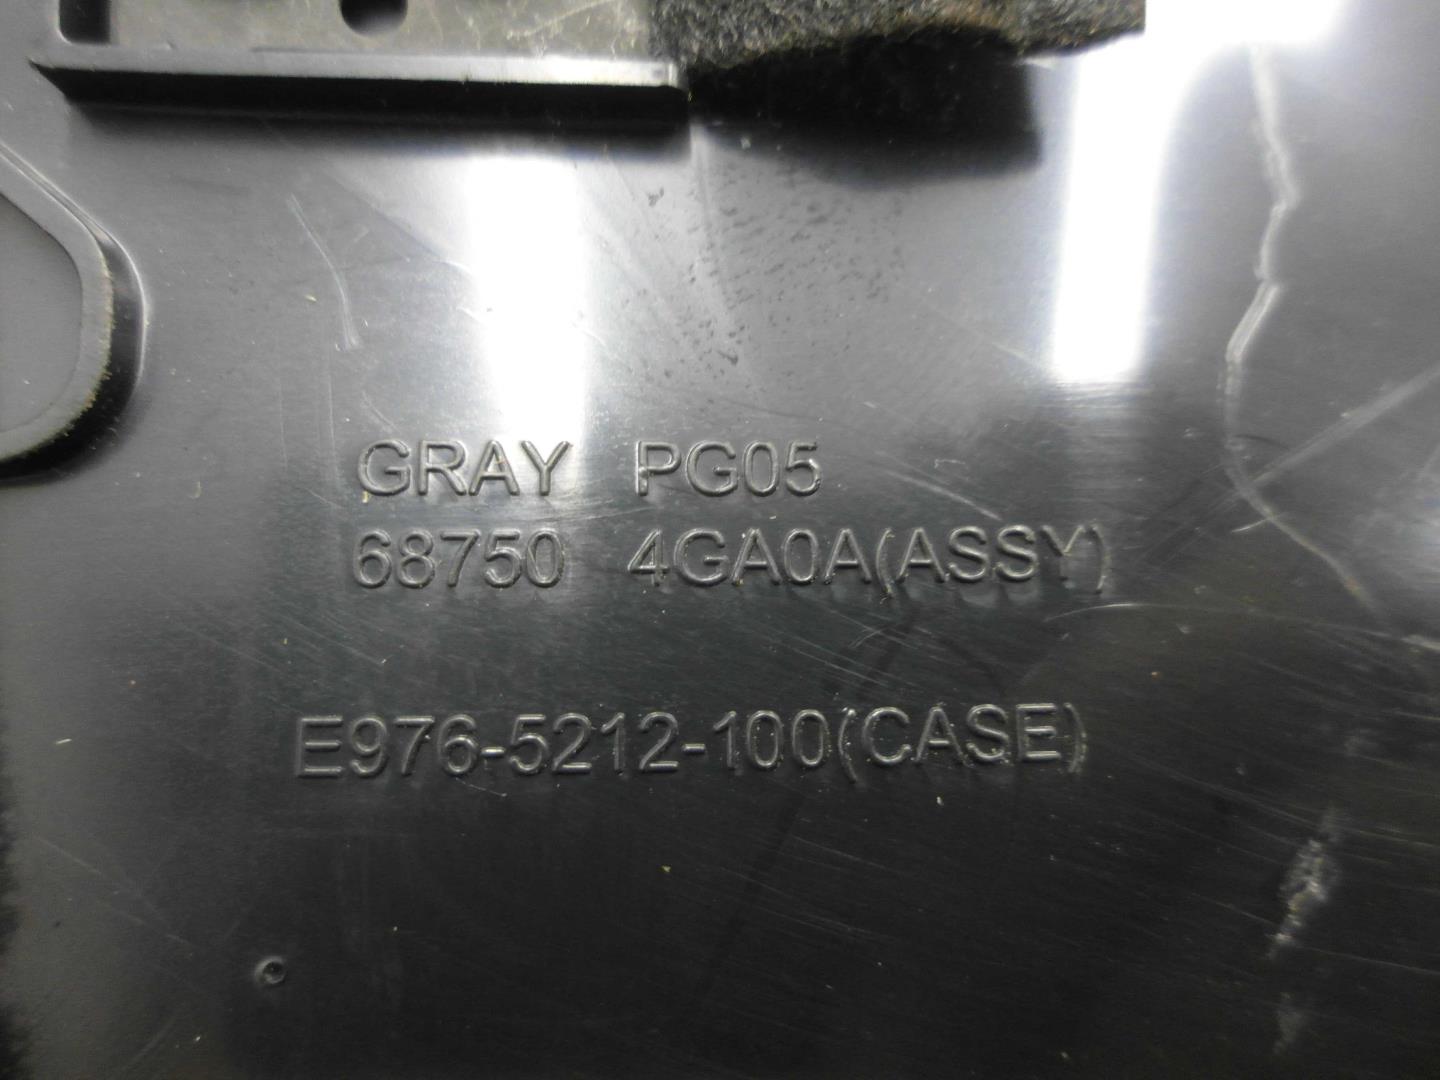 GRAY PG05
68750 4GA0A(ASSY)
E976-5212-100(CASE)